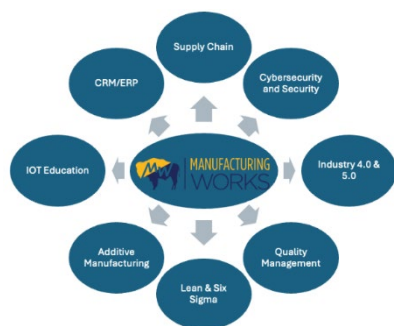 Supply Chain
CRM/ERP
Cybersecurity
and Security
IOT Education
MW
MANUFACTURING
WORKS
Industry 4.0 &
5.0
Additive
Manufacturing
Quality
Management
Lean & Six
Sigma